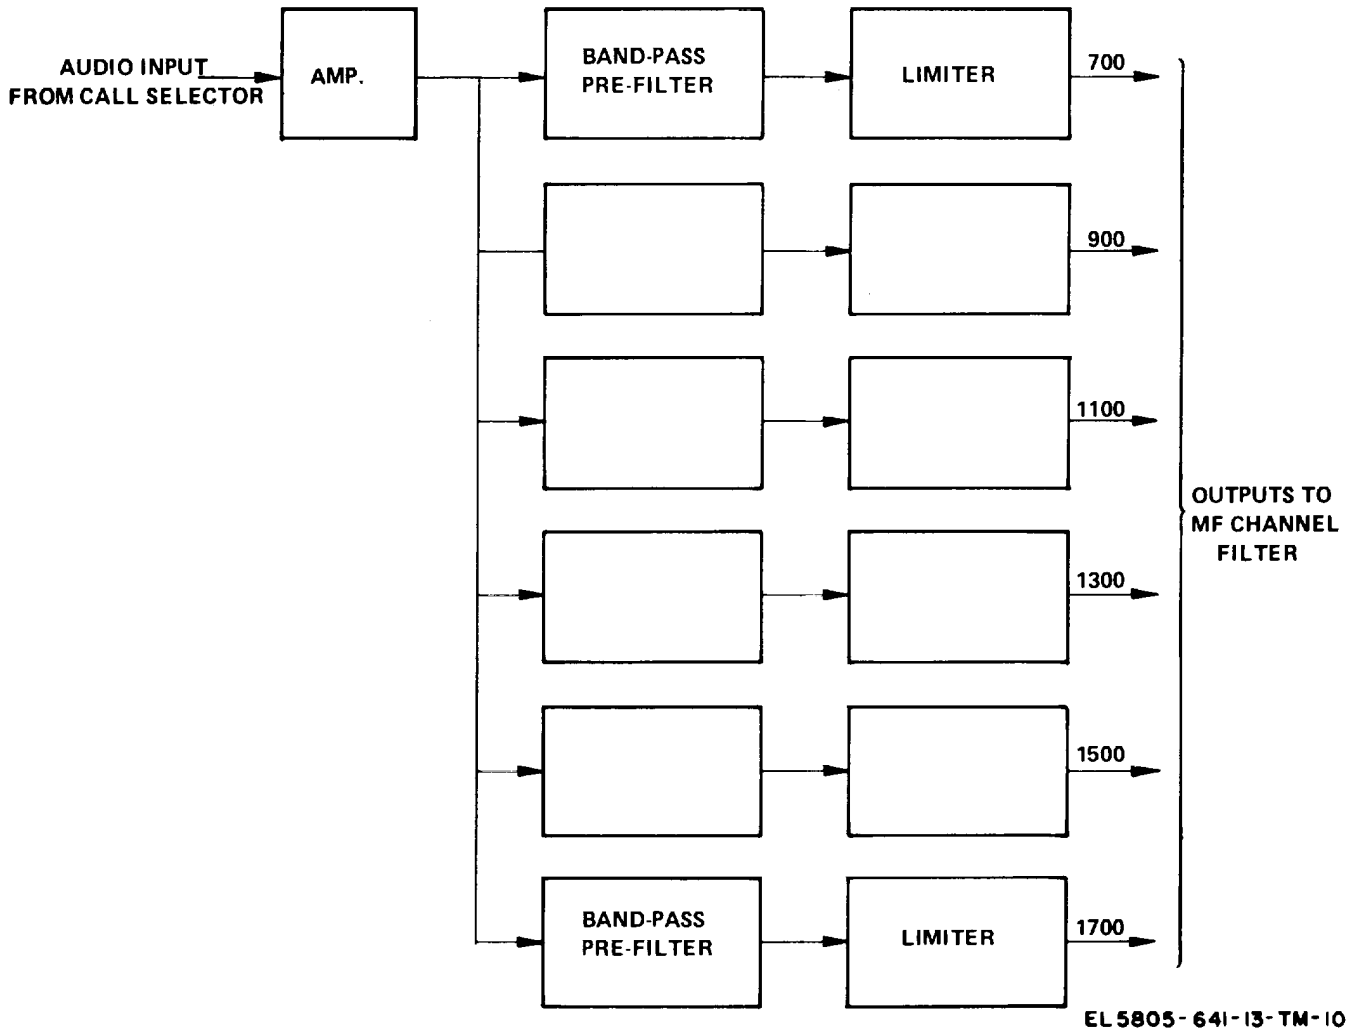 AUDIO INPUT
FROM CALL SELECTOR
AMP.
BAND-PASS
PRE-FILTER
LIMITER
700
900
1100
1300
1500
BAND-PASS
PRE-FILTER
LIMITER
1700
OUTPUTS TO
MF CHANNEL
FILTER
EL5805-641-13-TM-10